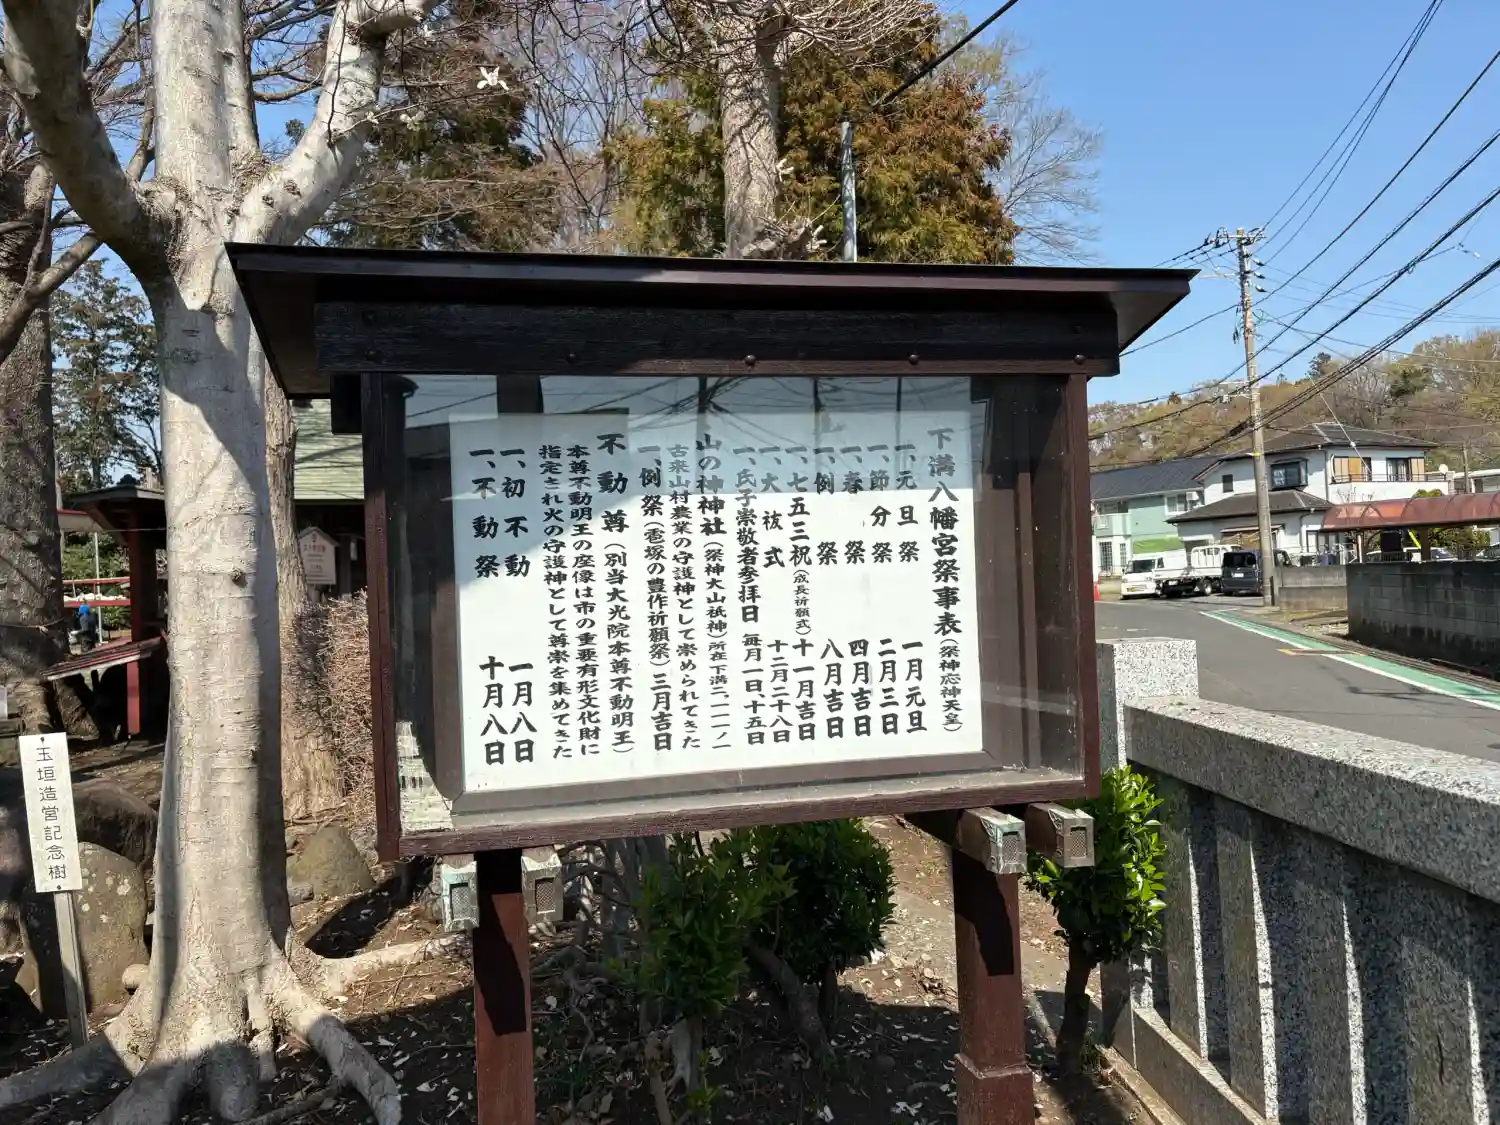 下溝八幡宮祭事表(祭神応神天皇)
一、元旦祭 一月元旦
一、節分祭 二月三日
一、春祭 四月吉日
一、例祭 八月吉日
一、七五三祝(成長祈願式)十一月吉日
一、大祓式 十二月二十八日
一、氏子崇敬者参拝日 毎月一日、十五日
山の神神社(祭神大山祇神)所在下溝二、一一一ノ一
古来山村農業の守護神として崇められてきた
一、例祭(壱塚の豊作祈願祭)三月吉日
不動尊(別当大光院本尊不動明王)
本尊不動明王の座像は市の重要有形文化財に
指定され火の守護神として尊崇を集めてきた
一、初不動 一月八日
一、不動祭 十月八日
玉垣造営記念樹